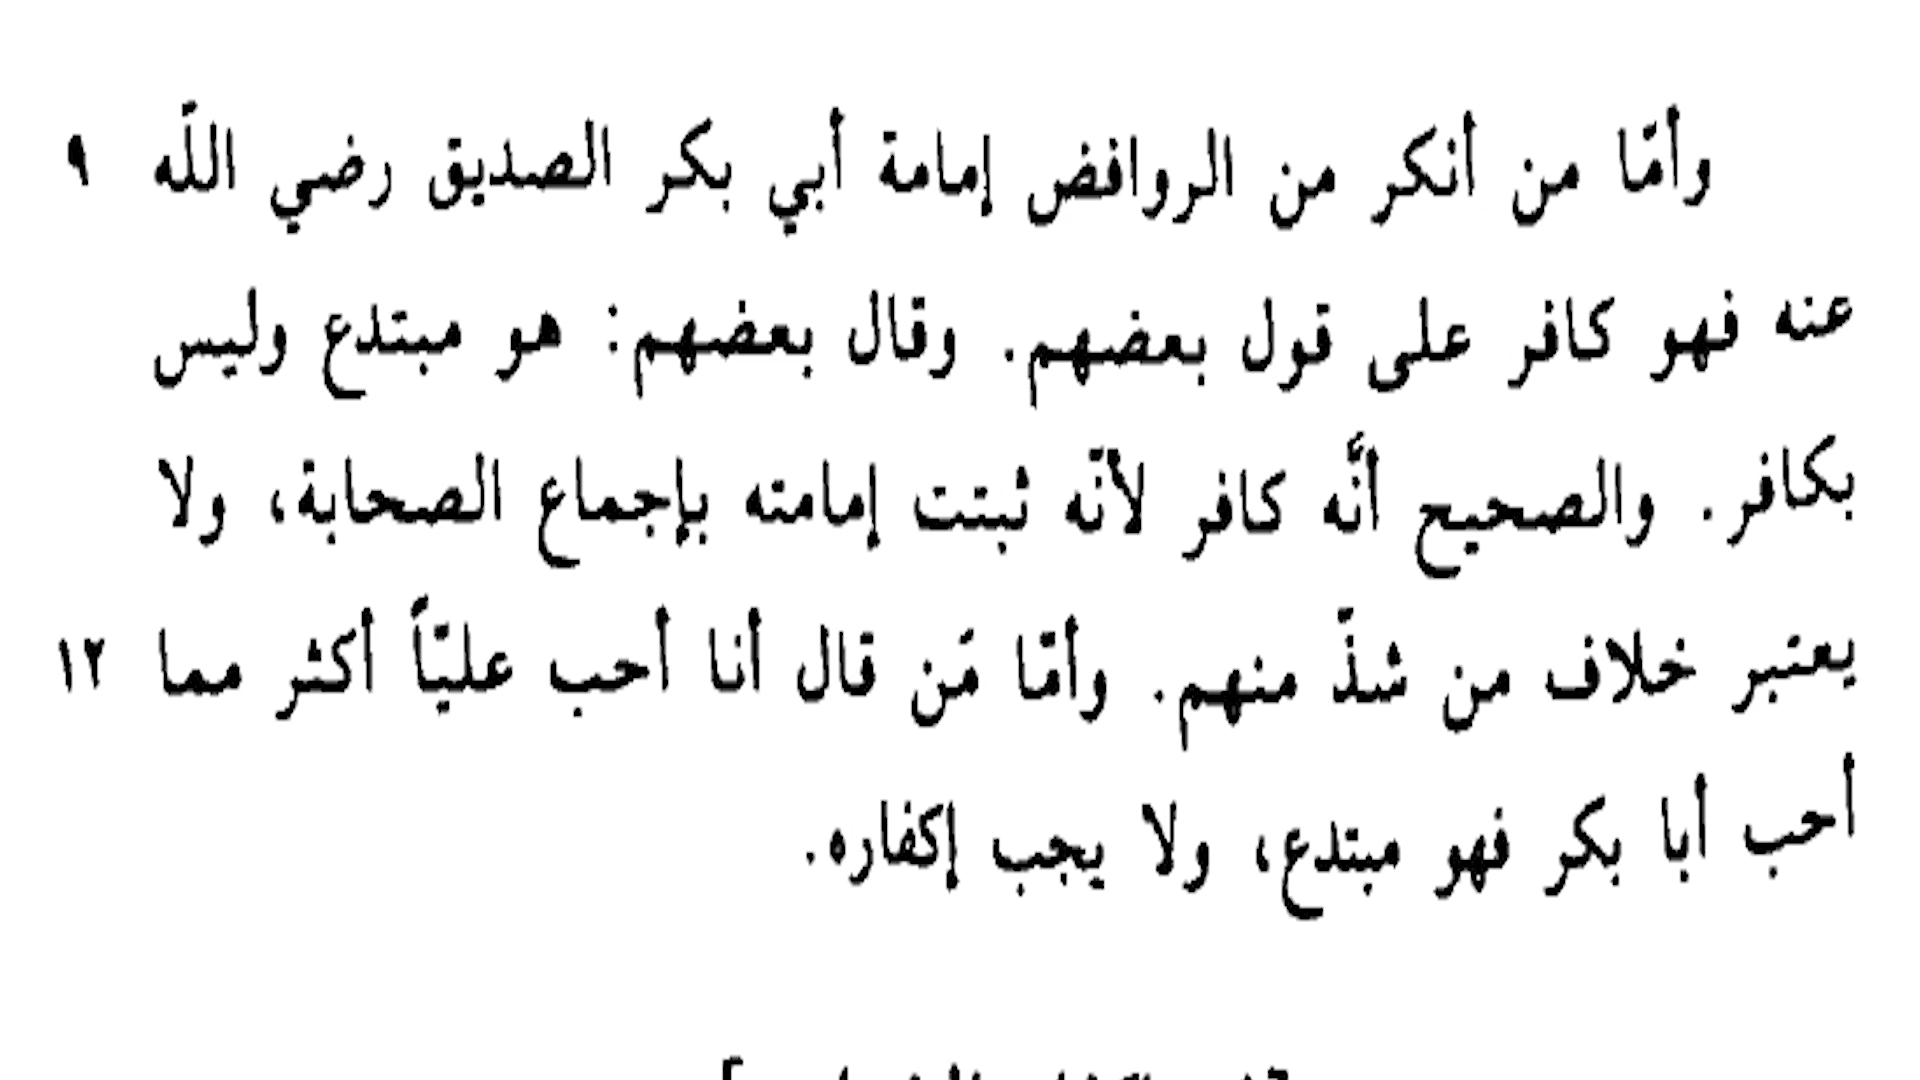 وأمّا من أنكر من الروافض إمامة أبي بكر الصديق رضي اللّه ٩
عنه فهو كافر على قول بعضهم. وقال بعضهم: هو مبتدع وليس
بكافر. والصحيح أنَّه كافر لأنّه ثبتت إمامته بإجماع الصحابة، ولا
يعتبر خلاف من شذّ منهم. وأمّا مَن قال أنا أحب عليّاً أكثر مما ١٢
أحب أبا بكر فهو مبتدع، ولا يجب إكفاره.